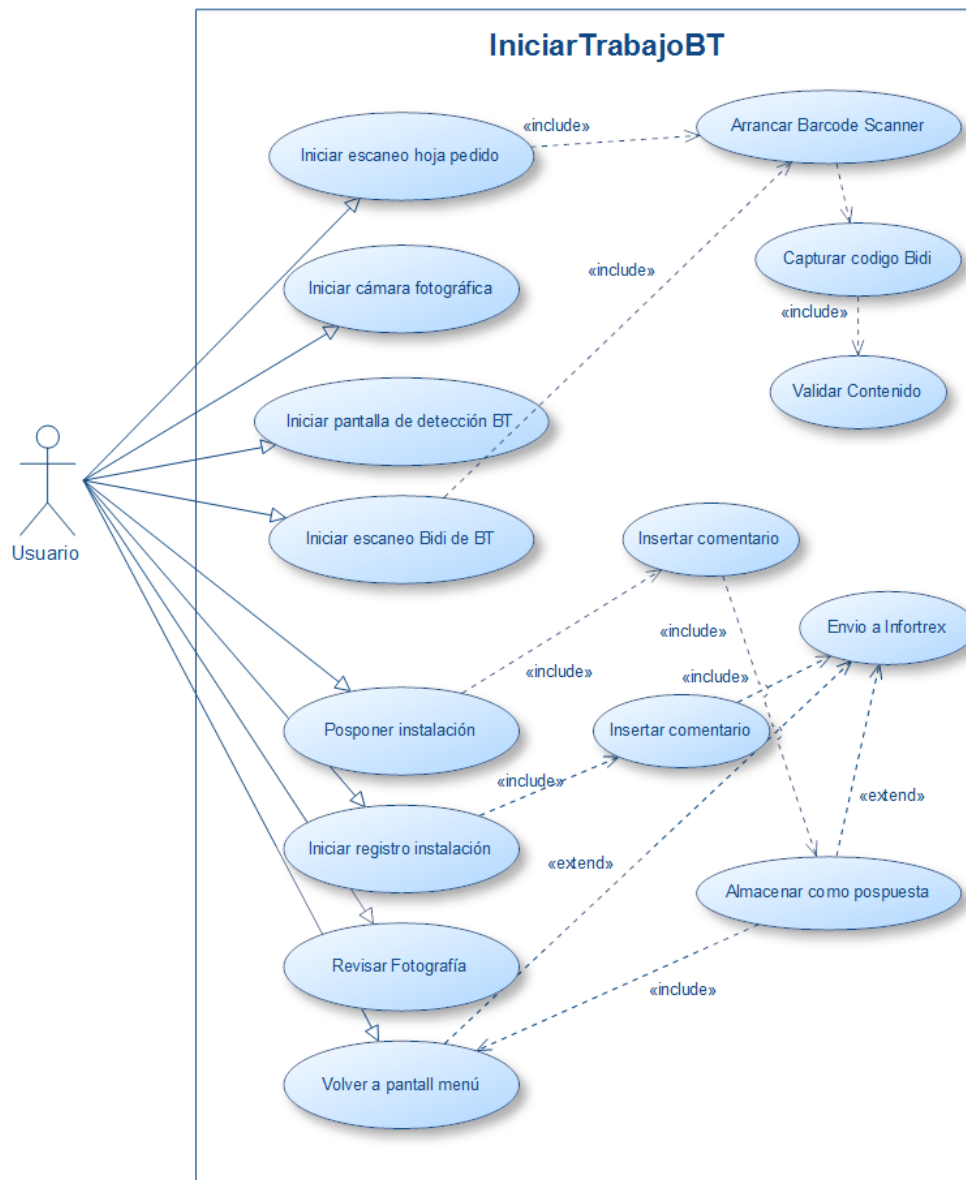 IniciarTrabajoBT
Iniciar escaneo hoja pedido
«include»
Arrancar Barcode Scanner
Iniciar cámara fotográfica
«include»
Capturar codigo Bidi
«include»
Validar Contenido
Iniciar pantalla de detección BT
Usuario
Iniciar escaneo Bidi de BT
Insertar comentario
Envio a Infortrex
«include»
«include»
«include»
Posponer instalación
Insertar comentario
«include»
«extend»
Iniciar registro instalación
«extend»
Almacenar como pospuesta
Revisar Fotografía
«include»
Volver a pantall menú